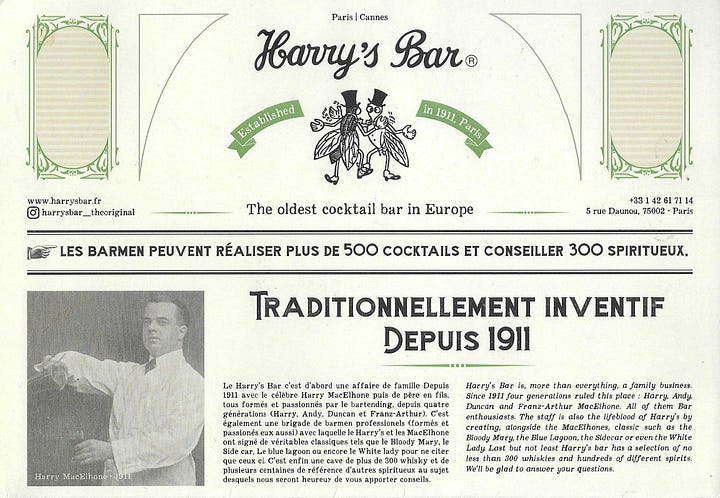 Paris | Cannes
Harry's Bar®
Established
in 1911. Paris
www.harrysbar.fr
harrysbar_theoriginal
The oldest cocktail bar in Europe
+33 1 42 61 71 14
5 rue Daunou, 75002 - Paris
LES BARMEN PEUVENT RÉALISER PLUS DE 500 COCKTAILS ET CONSEILLER 300 SPIRITUEUX.
TRADITIONNELLEMENT INVENTIF
DEPUIS 1911
Le Harry's Bar c'est d'abord une affaire de famille Depuis
1911 avec le célèbre Harry MacElhone puis de père en fils,
tous formés et passionnés par le bartending, depuis quatre
générations (Harry, Andy, Duncan et Franz-Arthur). C'est
également une brigade de barmen professionels (formés et
passionés eux aussi) avec laquelle le Harry's et les MacElhone
ont signé de véritables classiques tels que le Bloody Mary, le
Side car, Le blue lagoon ou encore le White lady pour ne citer
que ceux ci. C'est enfin une cave de plus de 300 whisky et de
plusieurs centaines de référence d'autres spiritueux au sujet
desquels nous seront heureur de vous apporter conseils.
Harry's Bar is, more than everything, a family business.
Since 1911 four generations ruled this place : Harry, Andy,
Duncan and Franz-Arthur MacElhone. All of them Bar
enthusiasts. The staff is also the lifeblood of Harry's by
creating, alongside the MacElhones, classic such as the
Bloody Mary, the Blue Lagoon, the Sidecar or even the White
Lady Last but not least Harry's bar has a selection of no
less than 300 whiskies and hundreds of different spirits.
We'll be glad to answer your questions.
Harry MacElhone - 1911